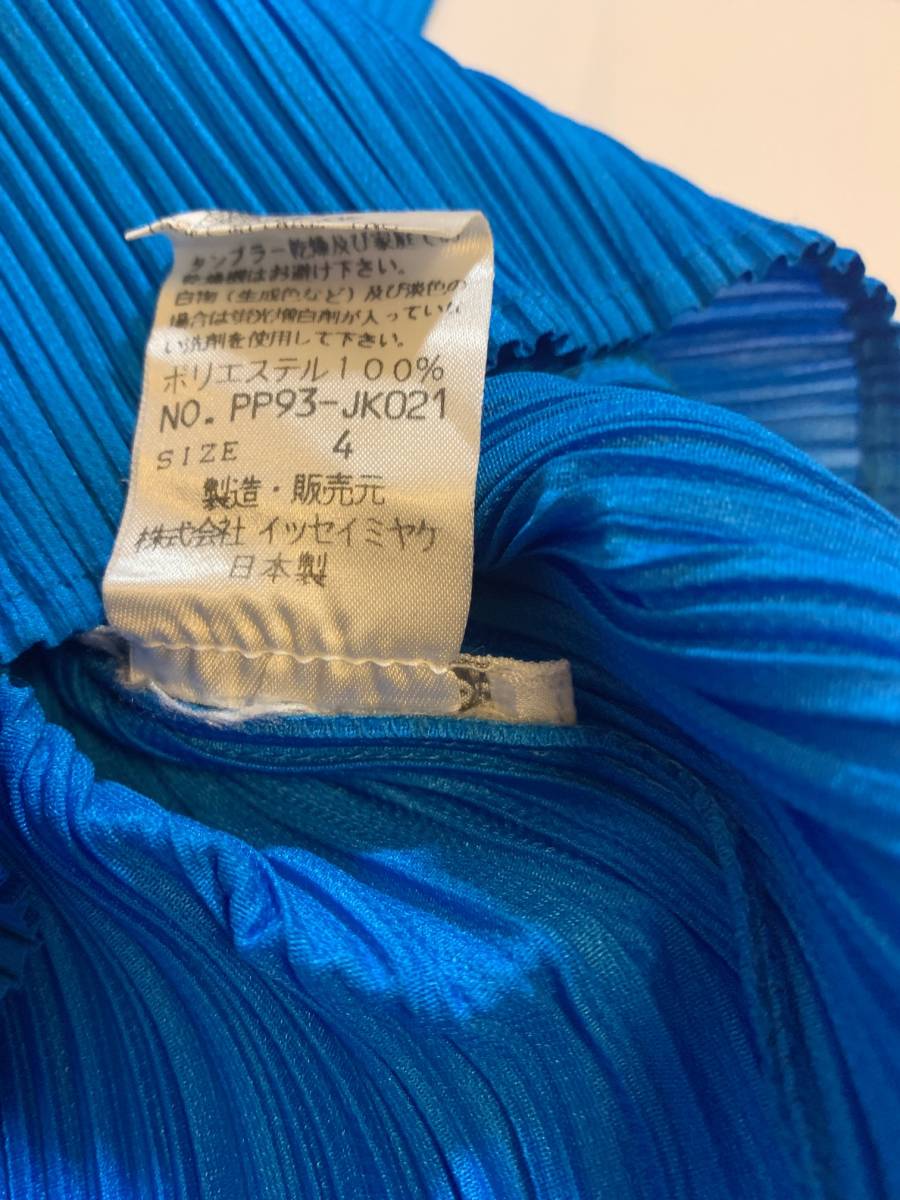 タンブラー乾燥及び家庭での
乾燥機はお避け下さい。
白物(生成色など)及び淡色の
場合は蛍光増白剤が入っていな
い洗剤を使用して下さい。
ポリエステル100%
NO. PP93-JK021
SIZE 4
製造・販売元
株式会社 イッセイミヤケ
日本製